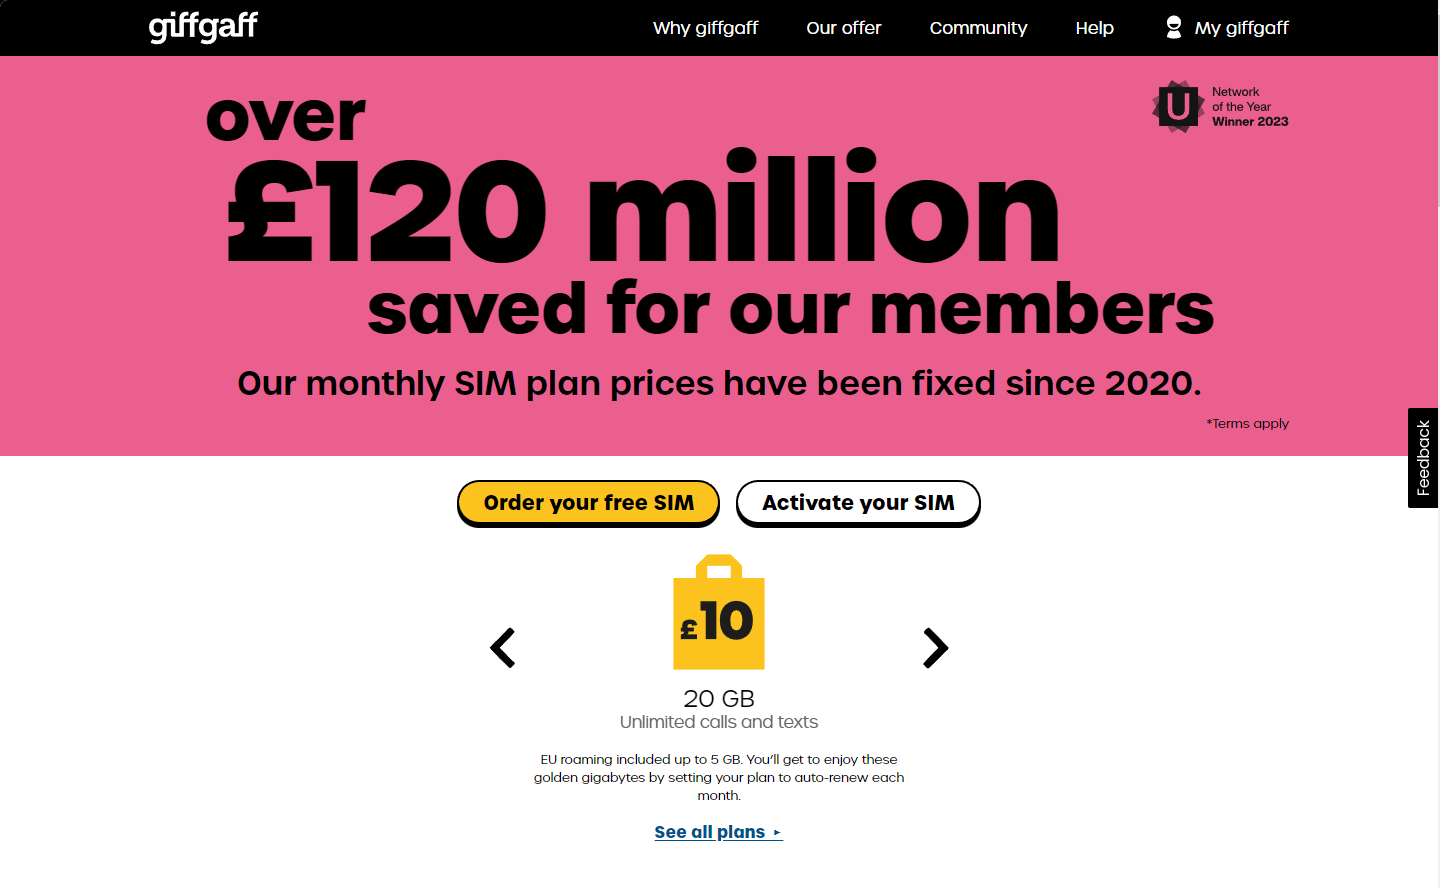 giffgaff
Why giffgaff
Our offer
Community
Help
My giffgaff
over
£120 million
saved for our members
Our monthly SIM plan prices have been fixed since 2020.
*Terms apply
U
Network
of the Year
Winner 2023
Feedback
Order your free SIM
Activate your SIM
£10
20 GB
Unlimited calls and texts
EU roaming included up to 5 GB. You'll get to enjoy these
golden gigabytes by setting your plan to auto-renew each
month.
See all plans